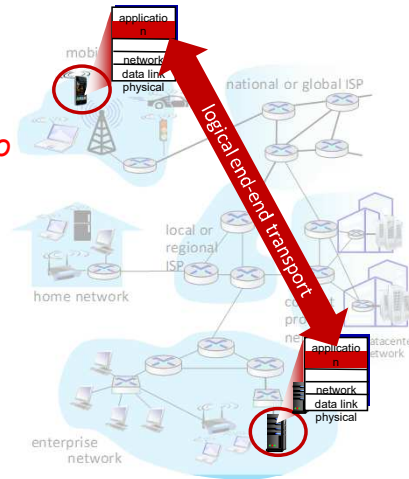 applicatio
n
network
data link
physical
mobi
national or global ISP
logical end-end transport
local or
regional
ISP
home network
network
applicatio
n
network
data link
physical
enterprise
network